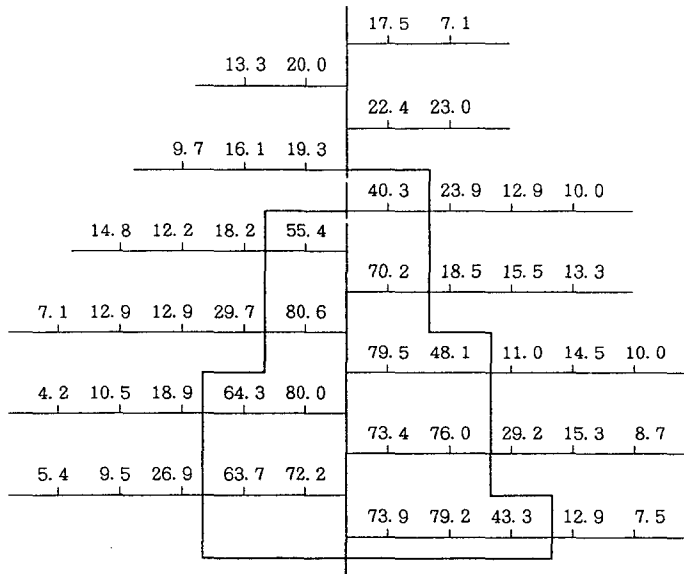 17.5 7.1
13.3 20.0
22.4 23.0
9.7 16.1 19.3
40.3 23.9 12.9 10.0
14.8 12.2 18.2 55.4
70.2 18.5 15.5 13.3
7.1 12.9 12.9 29.7 80.6
79.5 48.1 11.0 14.5 10.0
4.2 10.5 18.9 64.3 80.0
73.4 76.0 29.2 15.3 8.7
5.4 9.5 26.9 63.7 72.2
73.9 79.2 43.3 12.9 7.5